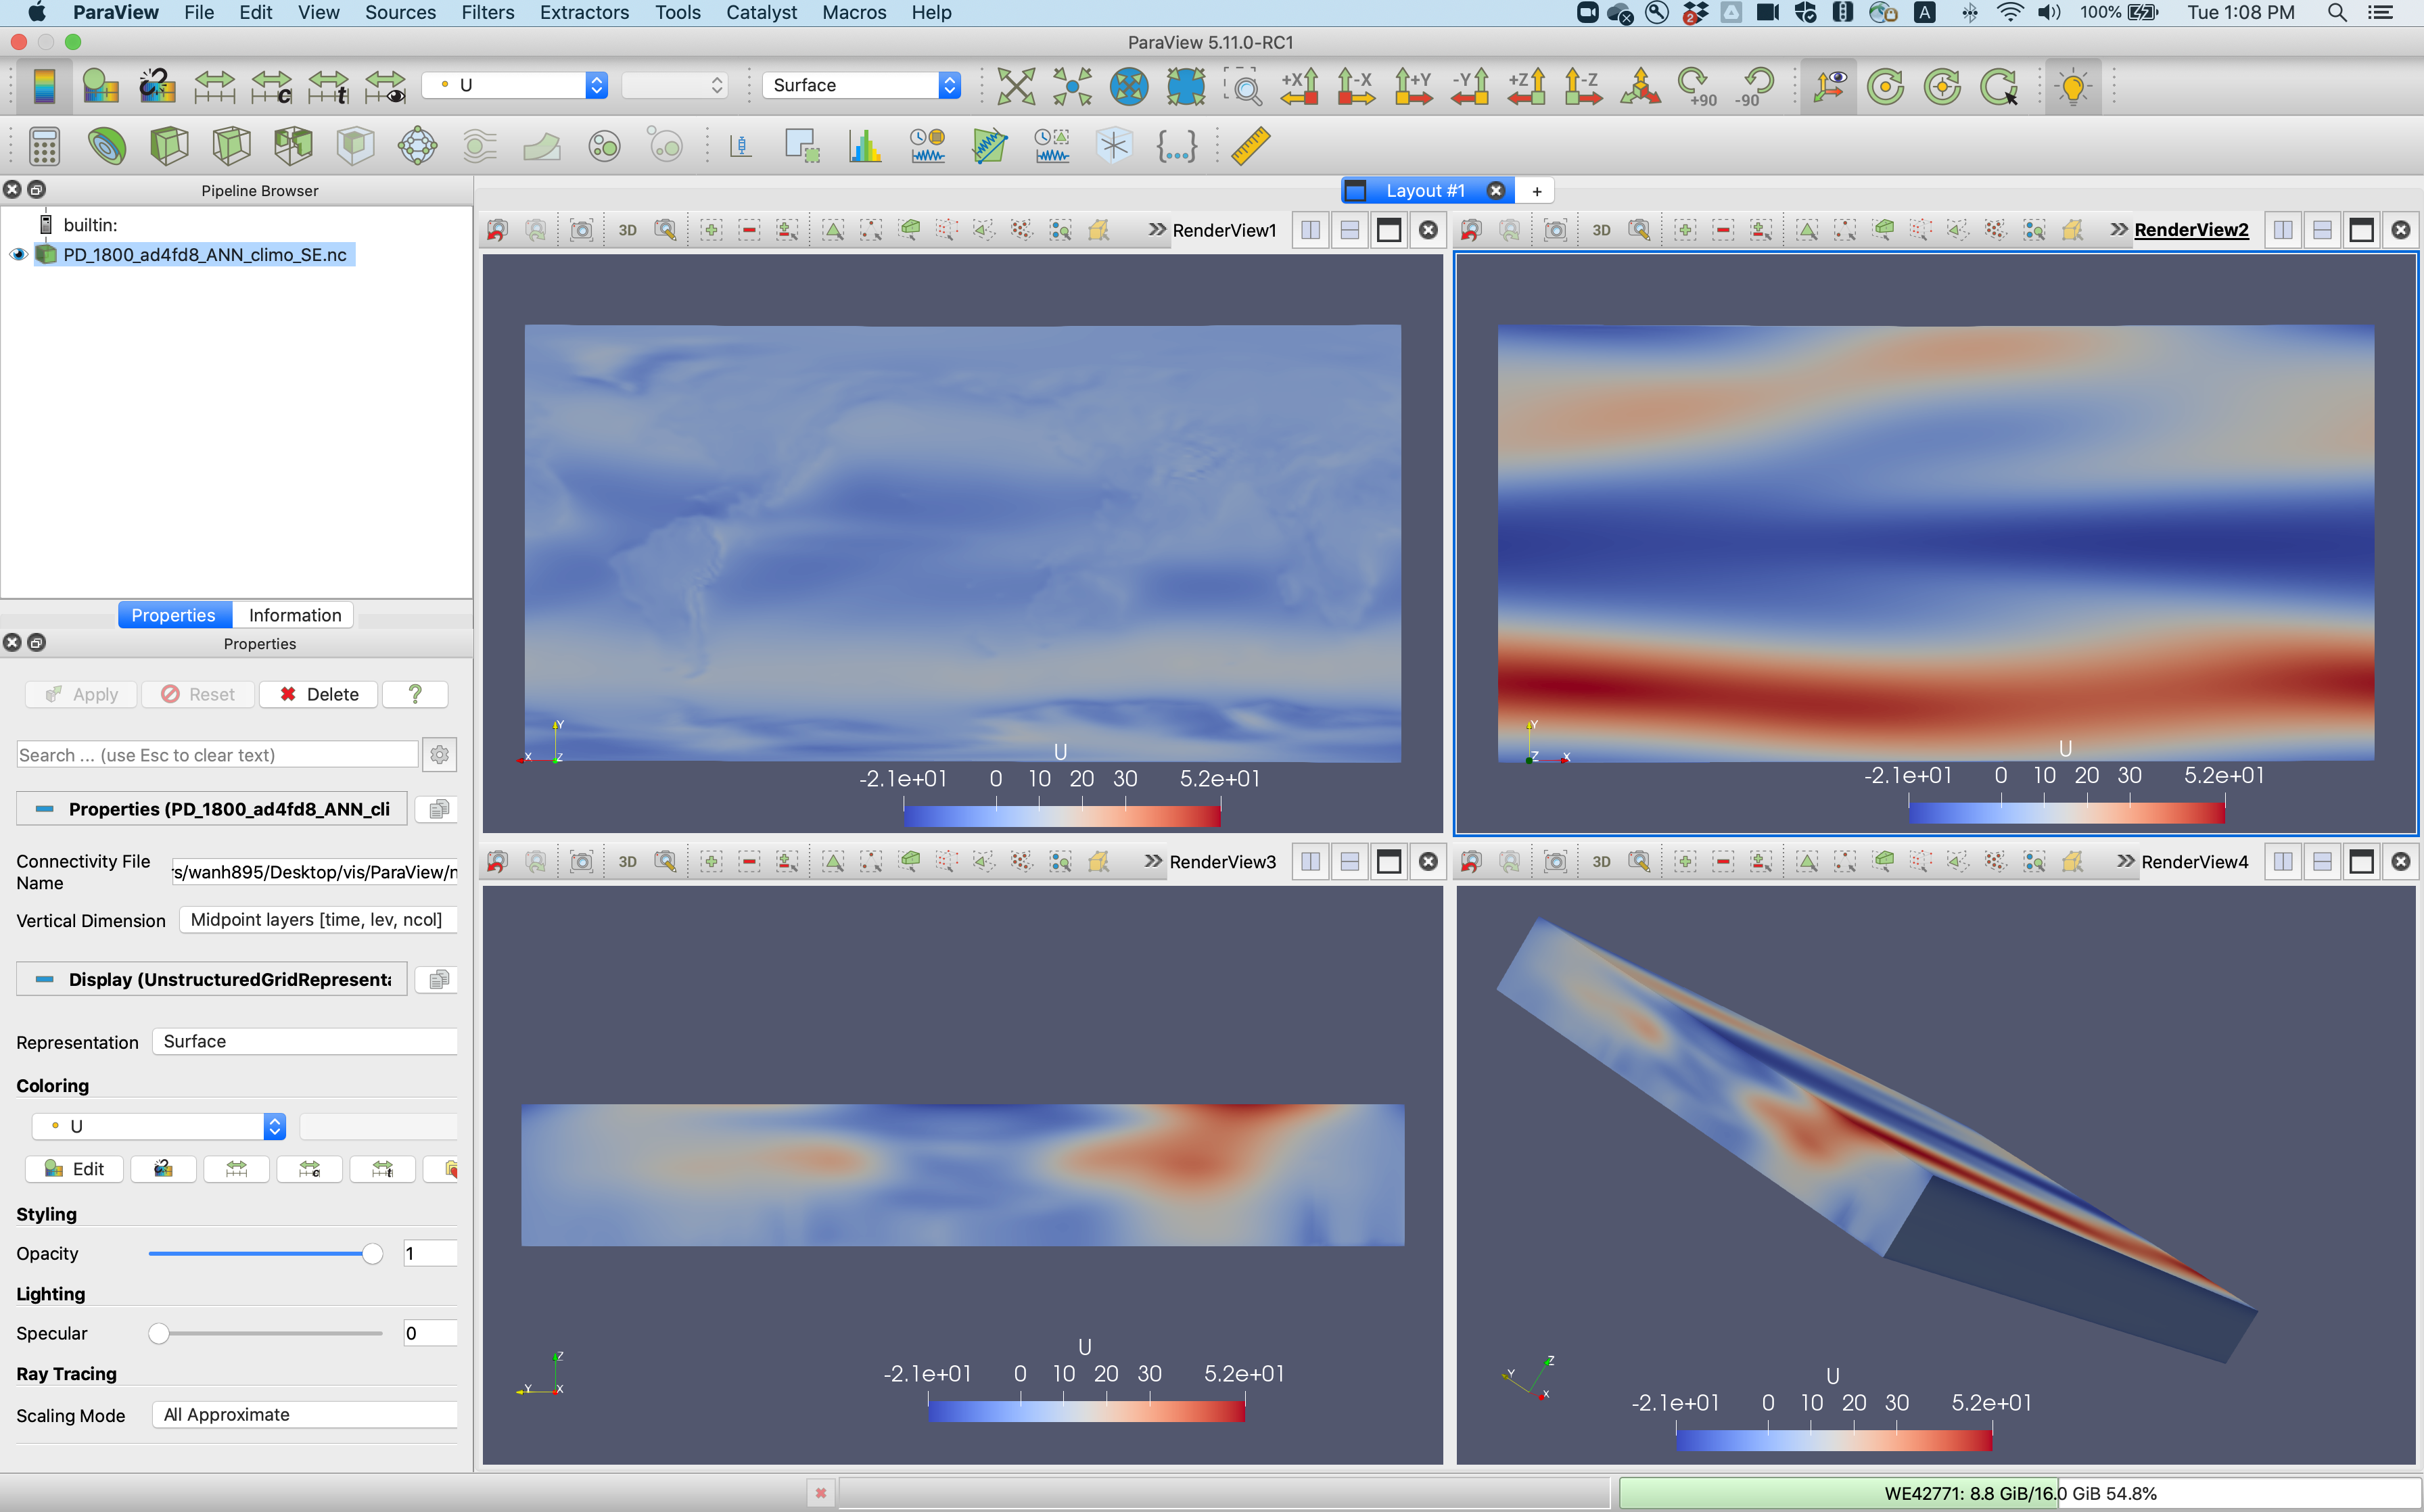 ParaView File Edit View Sources Filters Extractors Tools Catalyst Macros Help
2 A 100% Tue 1:08 PM
ParaView 5.11.0-RC1
c t U Surface +X -X +Y -Y +Z -Z +90 -90
{...}
Pipeline Browser
Layout #1 +
builtin:
PD_1800_ad4fd8_ANN_climo_SE.nc
3D RenderView1
3D RenderView2
Y
X Z
U
-2.1e+01 0 10 20 30 5.2e+01
Y
Z X
U
-2.1e+01 0 10 20 30 5.2e+01
Properties Information
Properties
Apply Reset Delete ?
Search ... (use Esc to clear text)
Properties (PD_1800_ad4fd8_ANN_cli
Connectivity File Name
s/wanh895/Desktop/vis/ParaView/n
Vertical Dimension Midpoint layers [time, lev, ncol]
Display (UnstructuredGridRepresenta
Representation Surface
Coloring
U
Edit c t
Styling
Opacity 1
Lighting
Specular 0
Ray Tracing
Scaling Mode All Approximate
3D RenderView3
3D RenderView4
Z
Y X
U
-2.1e+01 0 10 20 30 5.2e+01
Z
Y
X
U
-2.1e+01 0 10 20 30 5.2e+01
WE42771: 8.8 GiB/16.0 GiB 54.8%